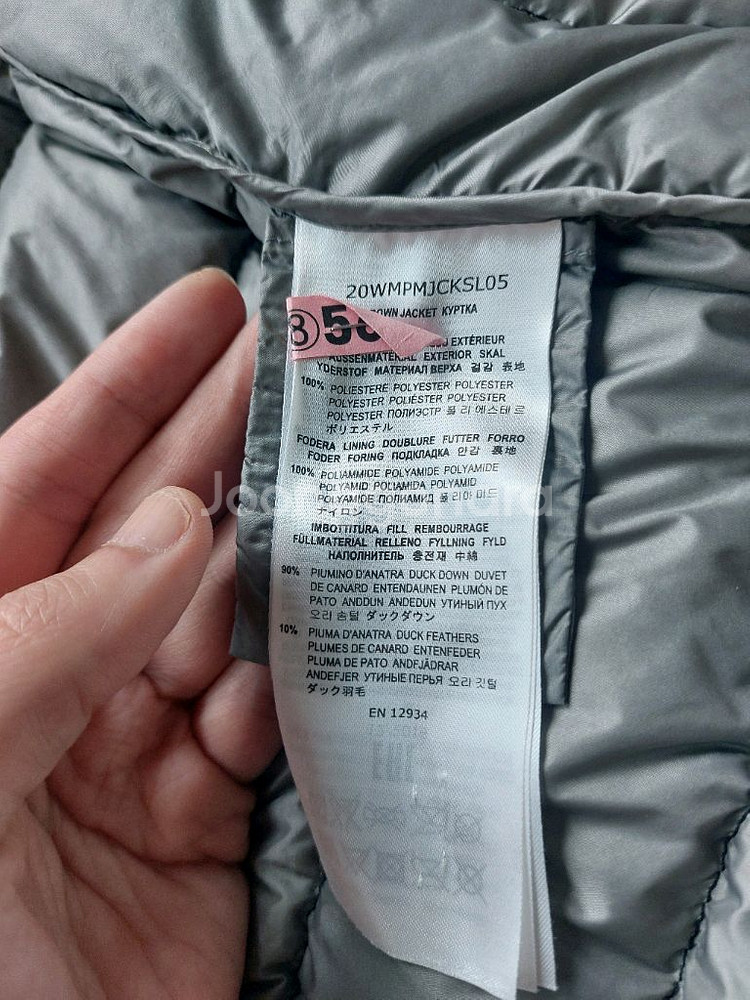 20WMPMJCKSL05
DOWN JACKET КУРТКА
③
EXTÉRIEUR
AUSSENMATERIAL EXTERIOR SKAL
YDERSTOF МАТЕРИАЛ ВЕРХА 겉감 表地
100% POLIESTERE POLYESTER POLYESTER
POLYESTER POLIÉSTER POLYESTER
POLYESTER ПОЛИЭСТР 폴리에스테르
ポリエステル
FODERA LINING DOUBLURE FUTTER FORRO
FODER FORING ПОДКЛАДКА 안감 裏地
100% POLIAMMIDE POLYAMIDE POLYAMIDE
POLYAMID POLIAMIDA POLYAMID
POLYAMIDE ПОЛИАМИД 폴리아미드
ナイロン
IMBOTTITURA FILL REMBOURRAGE
FÜLLMATERIAL RELLENO FYLLNING FYLD
НАПОЛНИТЕЛЬ 충전재 中綿
90% PIUMINO D'ANATRA DUCK DOWN DUVET
DE CANARD ENTENDAUNEN PLUMÓN DE
PATO ANDDUN ANDEDUN УТИНЫЙ ПУХ
오리 솜털 ダックダウン
10% PIUMA D'ANATRA DUCK FEATHERS
PLUMES DE CANARD ENTENFEDER
PLUMA DE PATO ANDFJÄDRAR
ANDEFJER УТИНЫЕ ПЕРЬЯ 오리 깃털
ダック羽毛
EN 12934